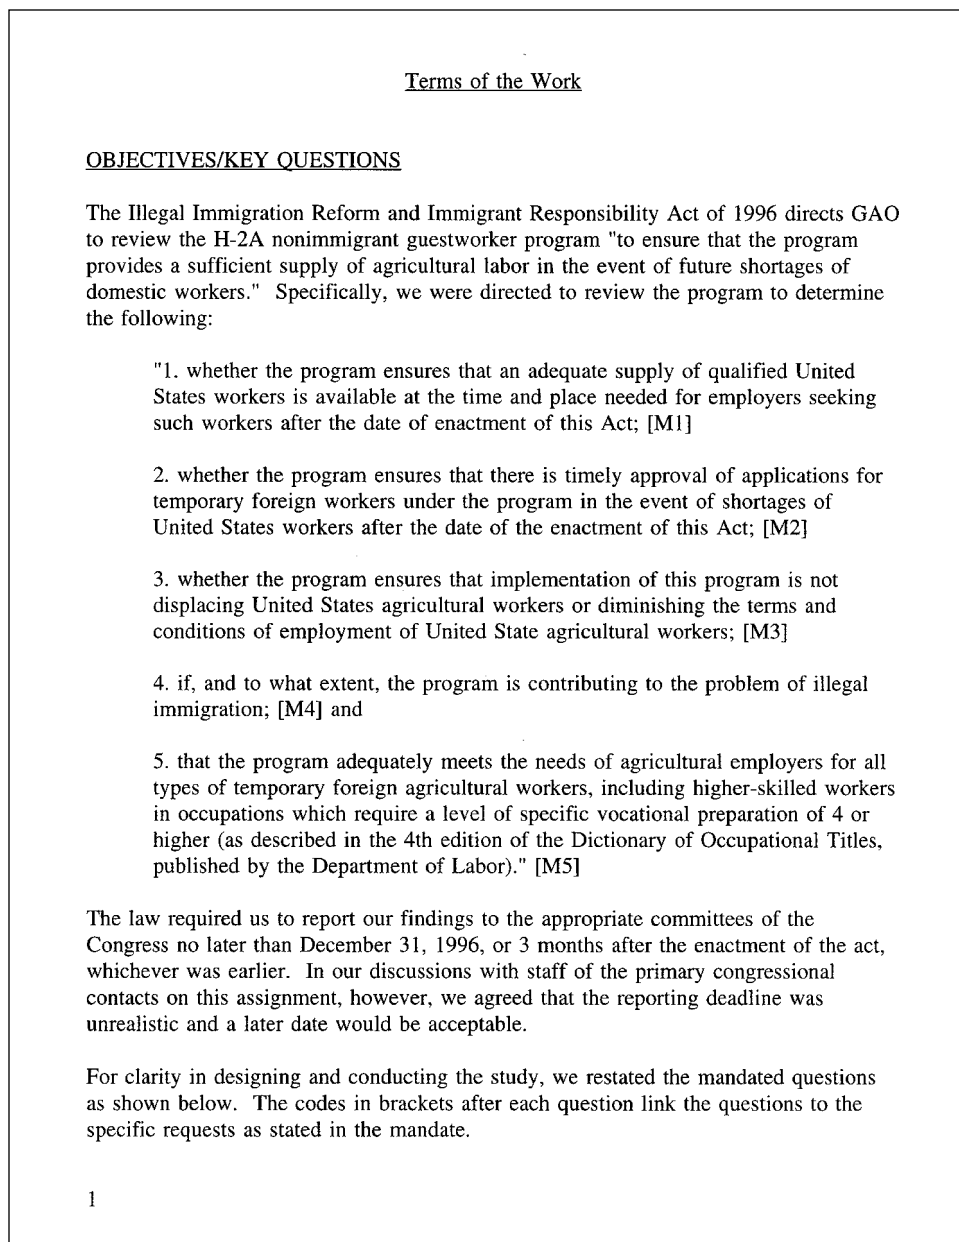 Terms of the Work
OBJECTIVES/KEY QUESTIONS
The Illegal Immigration Reform and Immigrant Responsibility Act of 1996 directs GAO
to review the H-2A nonimmigrant guestworker program "to ensure that the program
provides a sufficient supply of agricultural labor in the event of future shortages of
domestic workers." Specifically, we were directed to review the program to determine
the following:
"1. whether the program ensures that an adequate supply of qualified United
States workers is available at the time and place needed for employers seeking
such workers after the date of enactment of this Act; [M1]
2. whether the program ensures that there is timely approval of applications for
temporary foreign workers under the program in the event of shortages of
United States workers after the date of the enactment of this Act; [M2]
3. whether the program ensures that implementation of this program is not
displacing United States agricultural workers or diminishing the terms and
conditions of employment of United State agricultural workers; [M3]
4. if, and to what extent, the program is contributing to the problem of illegal
immigration; [M4] and
5. that the program adequately meets the needs of agricultural employers for all
types of temporary foreign agricultural workers, including higher-skilled workers
in occupations which require a level of specific vocational preparation of 4 or
higher (as described in the 4th edition of the Dictionary of Occupational Titles,
published by the Department of Labor)." [M5]
The law required us to report our findings to the appropriate committees of the
Congress no later than December 31, 1996, or 3 months after the enactment of the act,
whichever was earlier. In our discussions with staff of the primary congressional
contacts on this assignment, however, we agreed that the reporting deadline was
unrealistic and a later date would be acceptable.
For clarity in designing and conducting the study, we restated the mandated questions
as shown below. The codes in brackets after each question link the questions to the
specific requests as stated in the mandate.
1